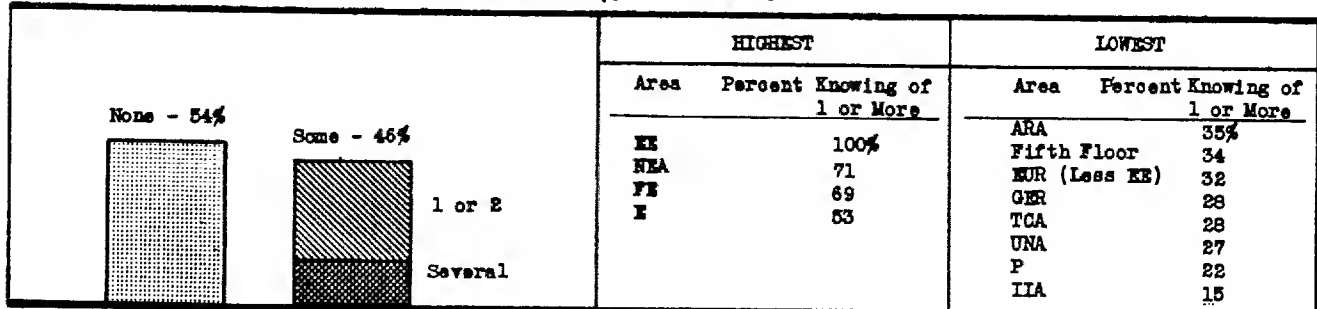 None - 54%
Some - 46%
1 or 2
Several
HIGHEST
Area Percent Knowing of
1 or More
EE 100%
NEA 71
FE 69
E 53
LOWEST
Area Percent Knowing of
1 or More
ARA 35%
Fifth Floor 34
EUR (Less EE) 32
GER 28
TCA 28
UNA 27
P 22
IIA 15